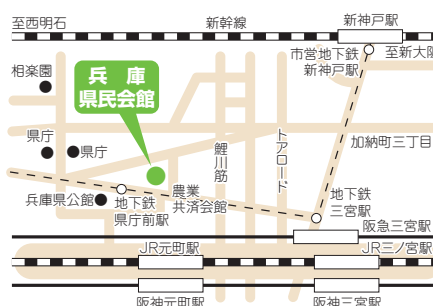 至西明石
新幹線
新神戸駅
市営地下鉄
新神戸駅
至新大阪
相楽園
兵庫
県民会館
加納町三丁目
県庁
県庁
鯉川筋
トアロード
兵庫県公館
地下鉄
県庁前駅
農業
共済会館
地下鉄
三宮駅
阪急三宮駅
JR元町駅
JR三ノ宮駅
阪神元町駅
阪神三宮駅